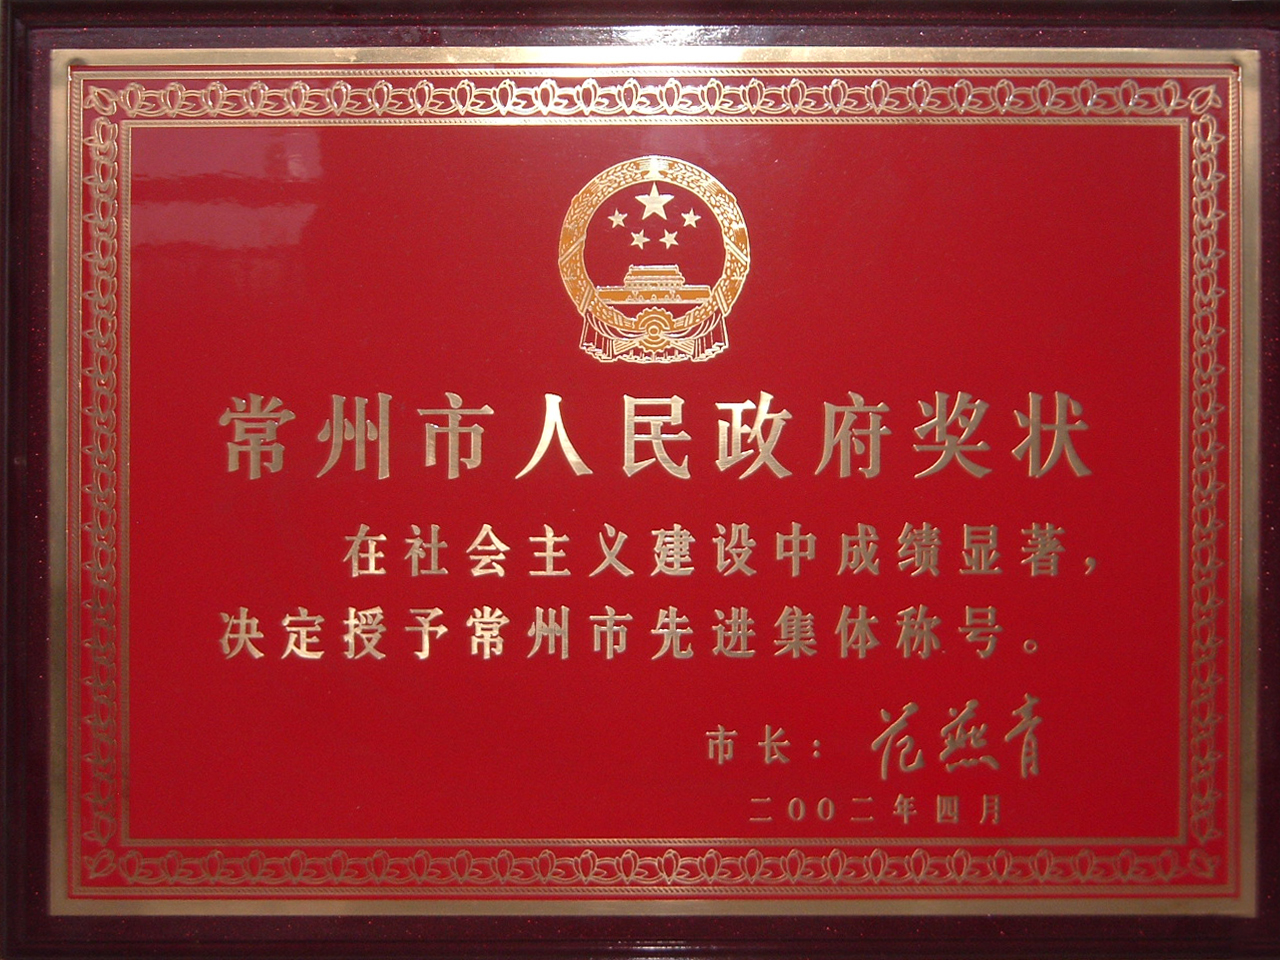 常州市人民政府奖状
在社会主义建设中成绩显著，
决定授予常州市先进集体称号。
市长：范燕青
二00二年四月